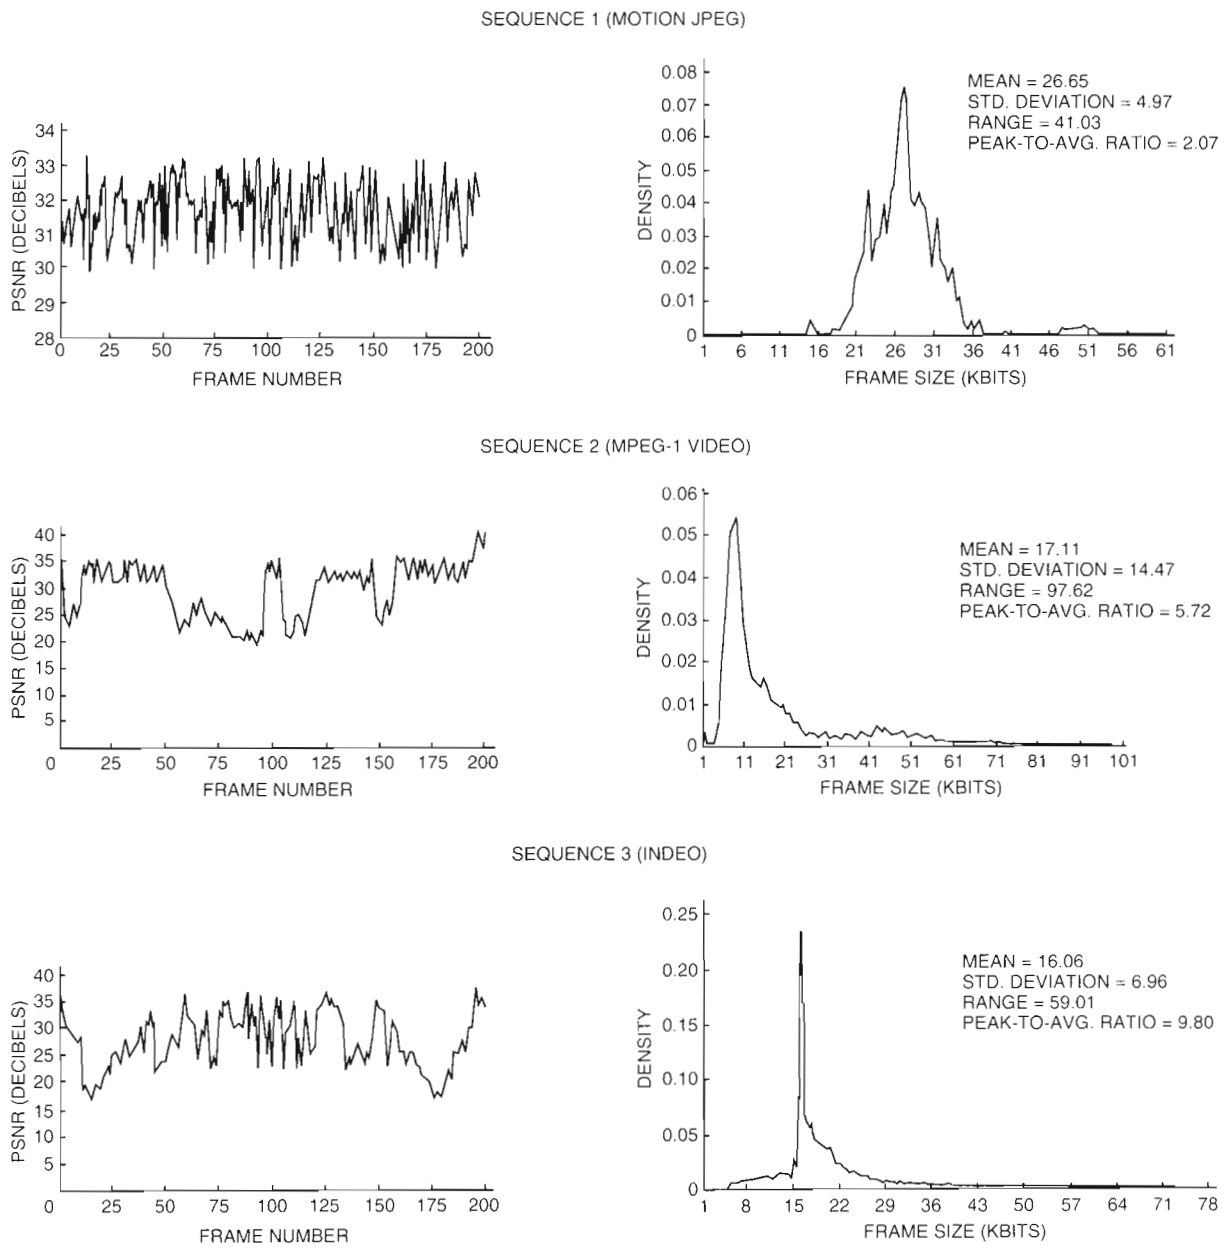 SEQUENCE 1 (MOTION JPEG)
PSNR (DECIBELS)
34
33
32
31
30
29
28
0 25 50 75 100 125 150 175 200
FRAME NUMBER
DENSITY
0.08
0.07
0.06
0.05
0.04
0.03
0.02
0.01
0
1 6 11 16 21 26 31 36 41 46 51 56 61
FRAME SIZE (KBITS)
MEAN = 26.65
STD. DEVIATION = 4.97
RANGE = 41.03
PEAK-TO-AVG. RATIO = 2.07
SEQUENCE 2 (MPEG-1 VIDEO)
PSNR (DECIBELS)
40
35
30
25
20
15
10
5
0 25 50 75 100 125 150 175 200
FRAME NUMBER
DENSITY
0.06
0.05
0.04
0.03
0.02
0.01
0
1 11 21 31 41 51 61 71 81 91 101
FRAME SIZE (KBITS)
MEAN = 17.11
STD. DEVIATION = 14.47
RANGE = 97.62
PEAK-TO-AVG. RATIO = 5.72
SEQUENCE 3 (INDEO)
PSNR (DECIBELS)
40
35
30
25
20
15
10
5
0 25 50 75 100 125 150 175 200
FRAME NUMBER
DENSITY
0.25
0.20
0.15
0.10
0.05
0
1 8 15 22 29 36 43 50 57 64 71 78
FRAME SIZE (KBITS)
MEAN = 16.06
STD. DEVIATION = 6.96
RANGE = 59.01
PEAK-TO-AVG. RATIO = 9.80